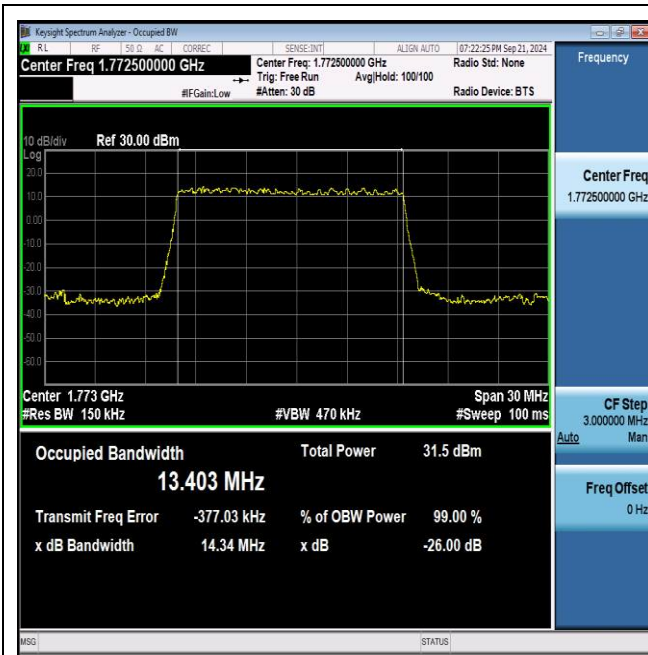 Keysight Spectrum Analyzer - Occupied BW
RL RF 50 Ω AC CORREC SENSE:INT ALIGN AUTO 07:22:25 PM Sep 21, 2024
Center Freq 1.772500000 GHz Center Freq: 1.772500000 GHz Radio Std: None
Trig: Free Run Avg|Hold: 100/100
#IFGain:Low #Atten: 30 dB Radio Device: BTS
Frequency
10 dB/div Ref 30.00 dBm
Log
20.0
10.0
0.00
-10.0
-20.0
-30.0
-40.0
-50.0
-60.0
Center 1.773 GHz Span 30 MHz
#Res BW 150 kHz #VBW 470 kHz #Sweep 100 ms
Occupied Bandwidth Total Power 31.5 dBm
13.403 MHz
Transmit Freq Error -377.03 kHz % of OBW Power 99.00 %
x dB Bandwidth 14.34 MHz x dB -26.00 dB
Center Freq
1.772500000 GHz
CF Step
3.000000 MHz
Auto Man
Freq Offset
0 Hz
MSG STATUS